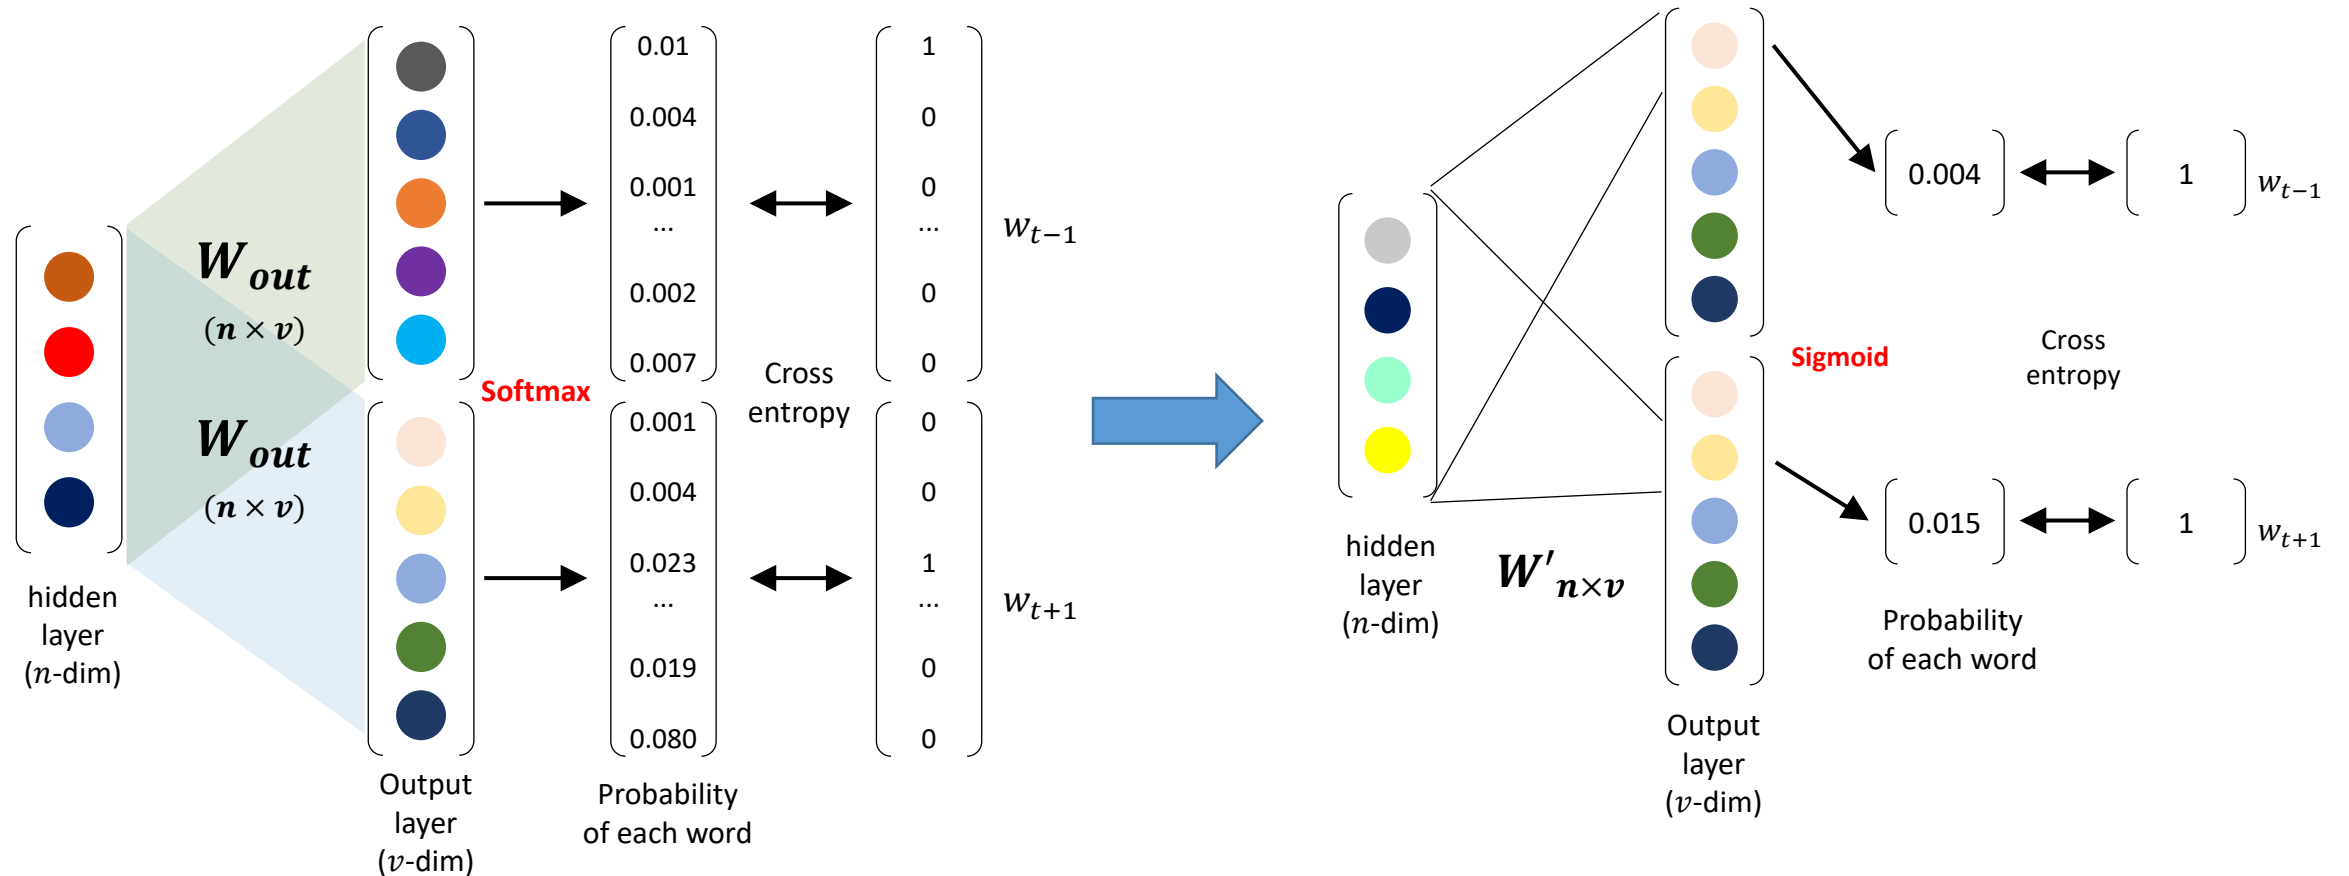 W_out
(n × v)
W_out
(n × v)
hidden
layer
(n-dim)
Output
layer
(v-dim)
Softmax
0.01
0.004
0.001
...
0.002
0.007
0.001
0.004
0.023
...
0.019
0.080
Probability
of each word
Cross
entropy
1
0
0
...
0
0
0
0
1
...
0
0
w_{t−1}
w_{t+1}
hidden
layer
(n-dim)
W'_{n×v}
Output
layer
(v-dim)
Sigmoid
0.004
1
w_{t−1}
Cross
entropy
0.015
1
w_{t+1}
Probability
of each word